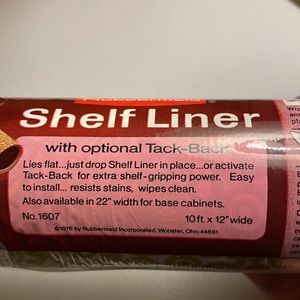 Shelf Liner
with optional Tack-Back
Lies flat...just drop Shelf Liner in place...or activate
Tack-Back for extra shelf-gripping power. Easy
to install... resists stains, wipes clean.
Also available in 22" width for base cabinets.
No. 1607 10 ft. x 12" wide
©1976 by Rubbermaid Incorporated, Wooster, Ohio 44691